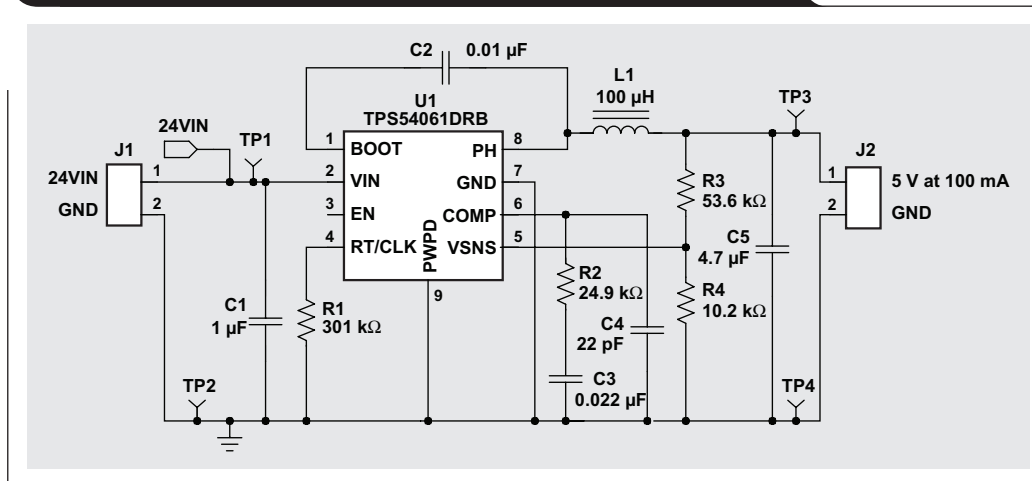 C2 0.01 µF
L1
100 µH
U1
TPS54061DRB
TP3
24VIN
TP1
J1
J2
1 BOOT PH 8
24VIN 1
2 VIN GND 7
1 5 V at 100 mA
GND 2
3 EN COMP 6
2 GND
4 RT/CLK VSNS 5
PWPD
9
R3
53.6 kΩ
C5
4.7 µF
R2
24.9 kΩ
R4
10.2 kΩ
C1
1 µF
R1
301 kΩ
C4
22 pF
C3
0.022 µF
TP2
TP4